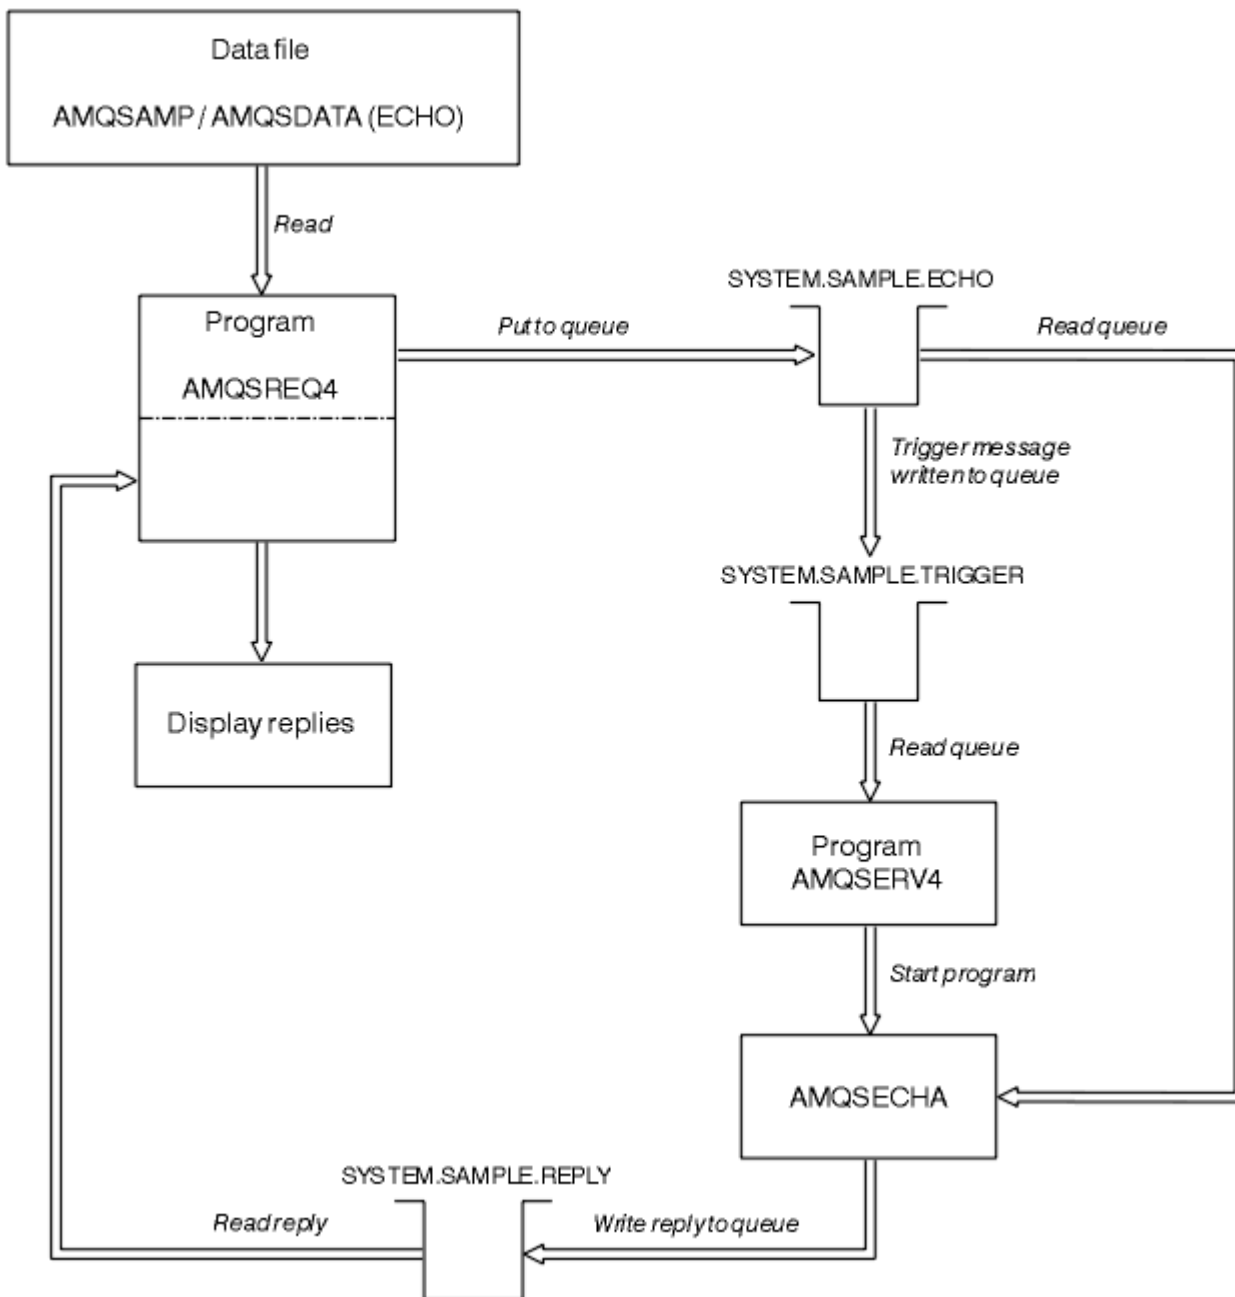 Data file
AMQSAMP / AMQSDATA (ECHO)
Read
SYSTEM.SAMPLE.ECHO
Program
Put to queue
Read queue
AMQSREQ4
Trigger message
written to queue
SYSTEM.SAMPLE.TRIGGER
Display replies
Read queue
Program
AMQSERV4
Start program
AMQSECHA
SYSTEM.SAMPLE.REPLY
Read reply
Write reply to queue